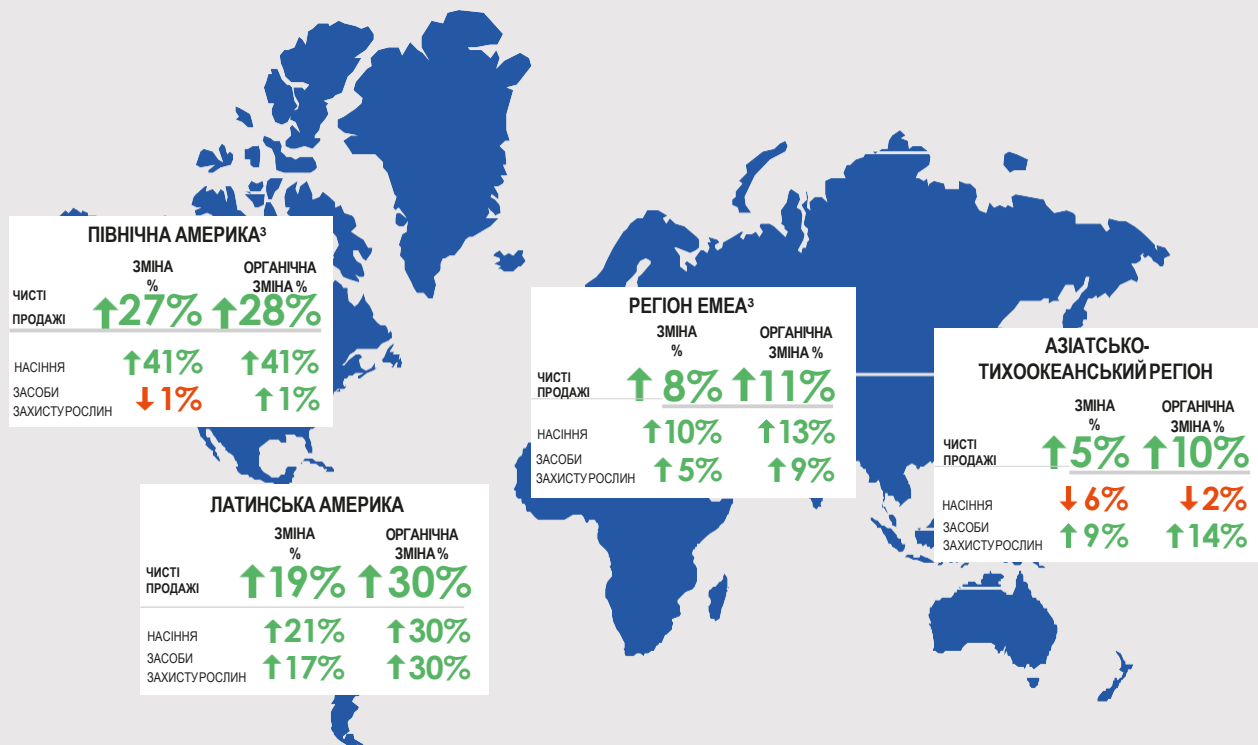 ПІВНІЧНА АМЕРИКА³
ЗМІНА
%
ОРГАНІЧНА
ЗМІНА %
ЧИСТІ
ПРОДАЖІ
↑27% ↑28%
НАСІННЯ ↑41% ↑41%
ЗАСОБИ
ЗАХИСТУ РОСЛИН
↓1% ↑1%
ЛАТИНСЬКА АМЕРИКА
ЗМІНА
%
ОРГАНІЧНА
ЗМІНА %
ЧИСТІ
ПРОДАЖІ
↑19% ↑30%
НАСІННЯ ↑21% ↑30%
ЗАСОБИ
ЗАХИСТУ РОСЛИН
↑17% ↑30%
РЕГІОН EMEA³
ЗМІНА
%
ОРГАНІЧНА
ЗМІНА %
ЧИСТІ
ПРОДАЖІ
↑8% ↑11%
НАСІННЯ ↑10% ↑13%
ЗАСОБИ
ЗАХИСТУ РОСЛИН
↑5% ↑9%
АЗІАТСЬКО-
ТИХООКЕАНСЬКИЙ РЕГІОН
ЗМІНА
%
ОРГАНІЧНА
ЗМІНА %
ЧИСТІ
ПРОДАЖІ
↑5% ↑10%
НАСІННЯ ↓6% ↓2%
ЗАСОБИ
ЗАХИСТУ РОСЛИН
↑9% ↑14%